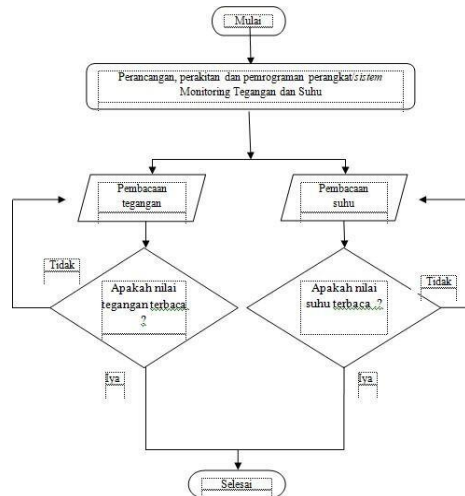 Mulai
Perancangan, perakitan dan pemrograman perangkat/sistem
Monitoring Tegangan dan Suhu
Pembacaan
tegangan
Pembacaan
suhu
Tidak
Apakah nilai
tegangan terbaca
?
Apakah nilai
suhu terbaca ..?
Tidak
Iya
Iya
Selesai